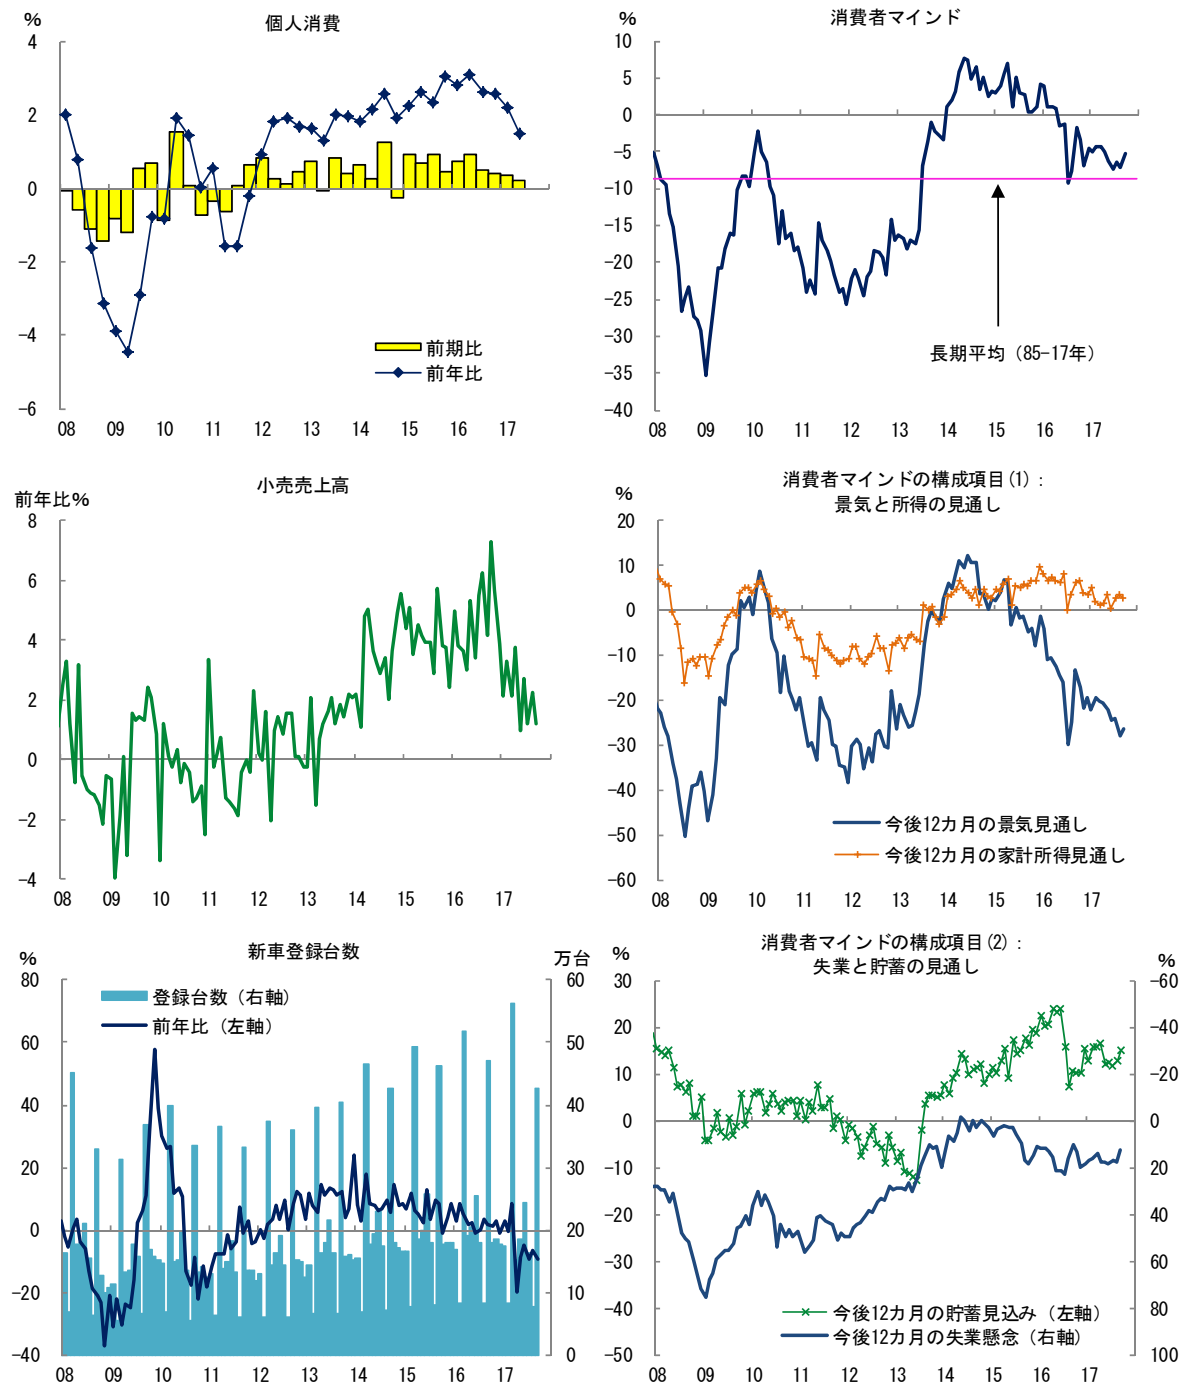 個人消費
%
4
2
0
-2
-4
-6
前期比
前年比
08 09 10 11 12 13 14 15 16 17
消費者マインド
%
10
5
0
-5
-10
-15
-20
-25
-30
-35
-40
長期平均（85-17年）
08 09 10 11 12 13 14 15 16 17
小売売上高
前年比%
8
6
4
2
0
-2
-4
08 09 10 11 12 13 14 15 16 17
消費者マインドの構成項目(1)：
景気と所得の見通し
%
20
10
0
-10
-20
-30
-40
-50
-60
今後12カ月の景気見通し
今後12カ月の家計所得見通し
08 09 10 11 12 13 14 15 16 17
新車登録台数
% 万台
80 60
登録台数（右軸）
前年比（左軸）
60 50
40 40
20 30
0 20
-20 10
-40 0
08 09 10 11 12 13 14 15 16 17
消費者マインドの構成項目(2)：
失業と貯蓄の見通し
% %
30 -60
20 -40
10 -20
0 0
-10 20
-20 40
-30 60
-40 80
今後12カ月の貯蓄見込み（左軸）
今後12カ月の失業懸念（右軸）
-50 100
08 09 10 11 12 13 14 15 16 17